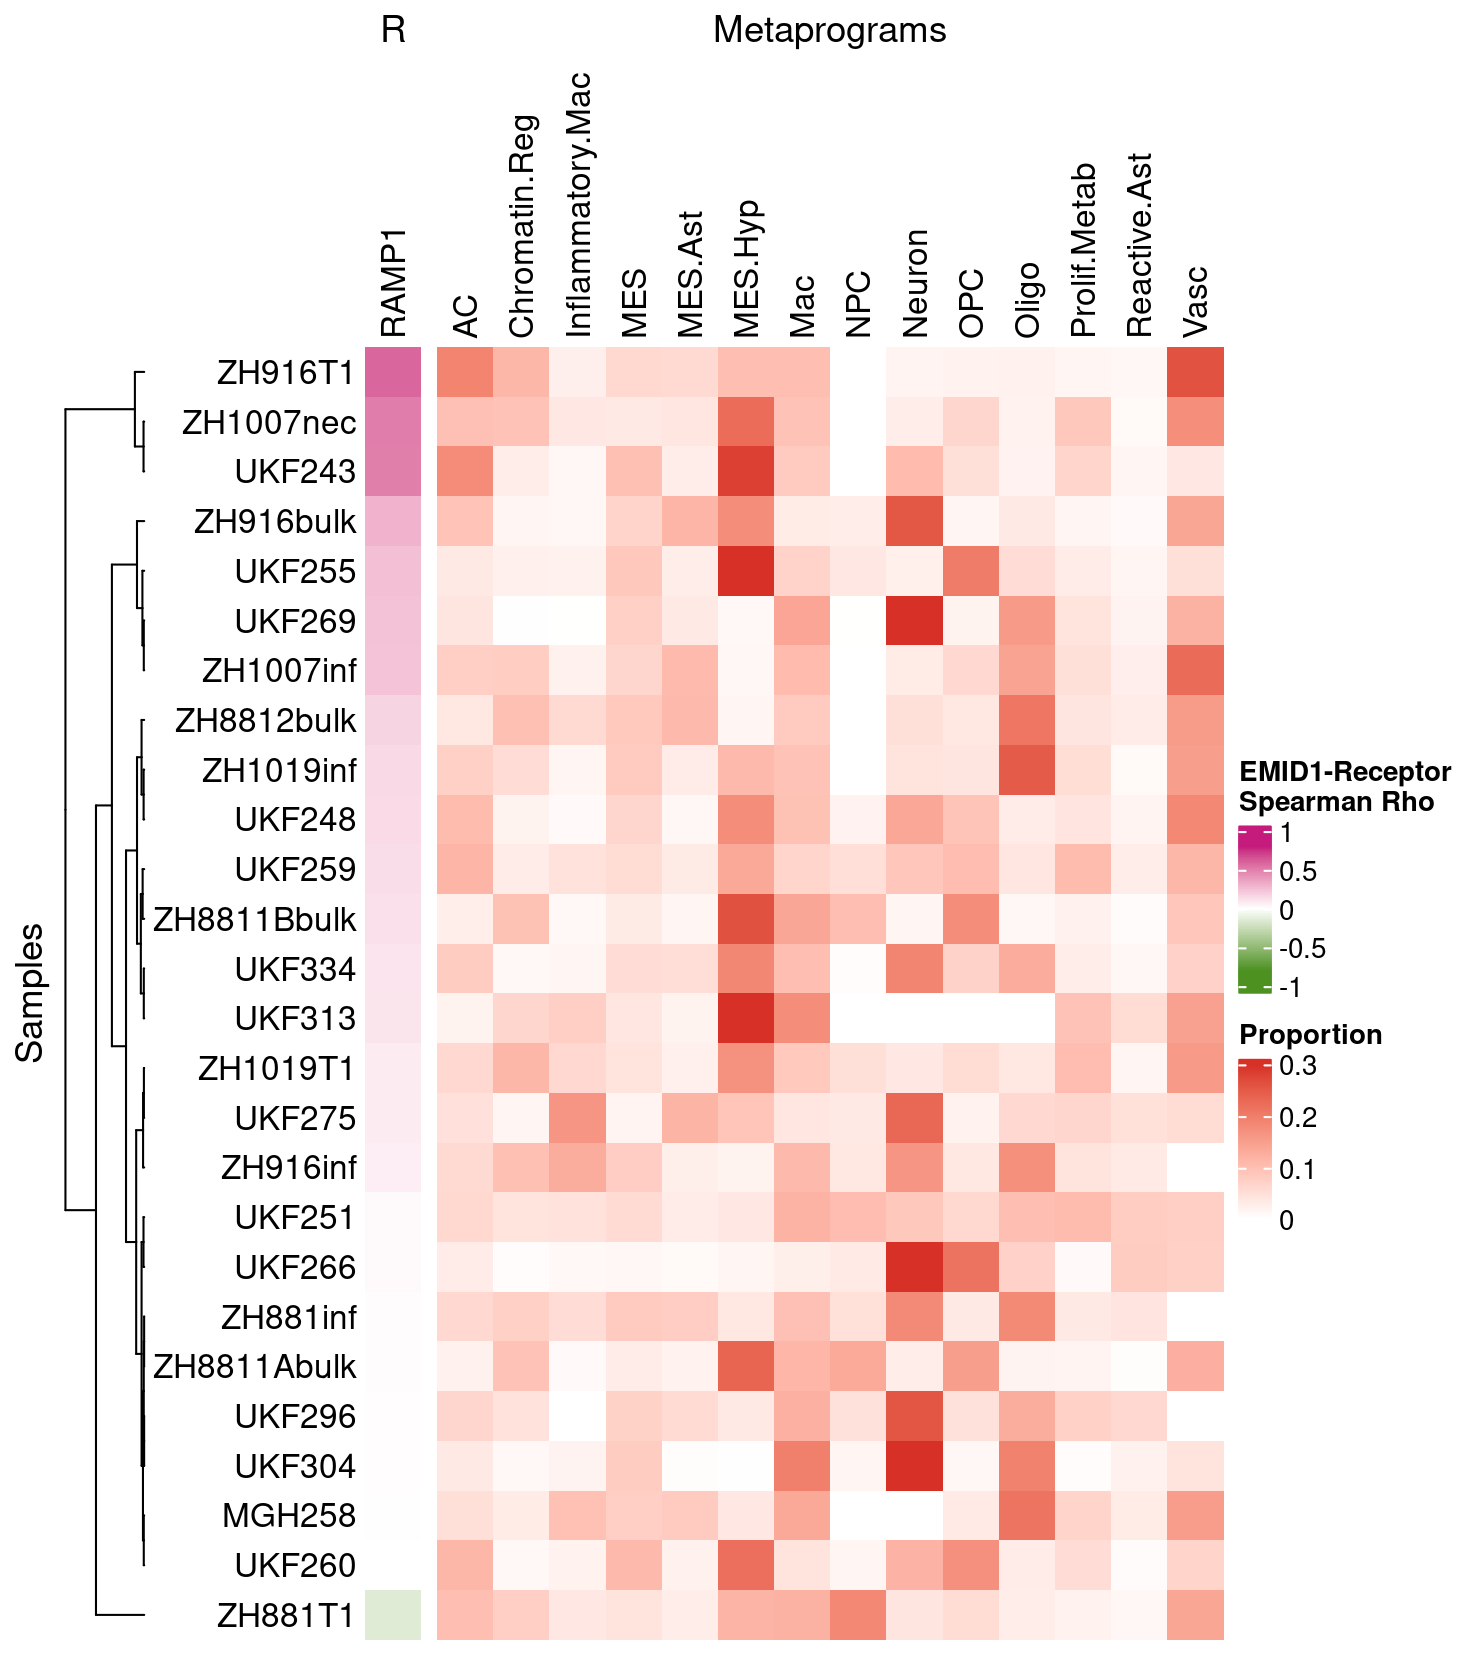 R
Metaprograms
RAMP1
AC
Chromatin.Reg
Inflammatory.Mac
MES
MES.Ast
MES.Hyp
Mac
NPC
Neuron
OPC
Oligo
Prolif.Metab
Reactive.Ast
Vasc
Samples
ZH916T1
ZH1007nec
UKF243
ZH916bulk
UKF255
UKF269
ZH1007inf
ZH8812bulk
ZH1019inf
UKF248
UKF259
ZH8811Bbulk
UKF334
UKF313
ZH1019T1
UKF275
ZH916inf
UKF251
UKF266
ZH881inf
ZH8811Abulk
UKF296
UKF304
MGH258
UKF260
ZH881T1
EMID1-Receptor
Spearman Rho
1
0.5
0
-0.5
-1
Proportion
0.3
0.2
0.1
0